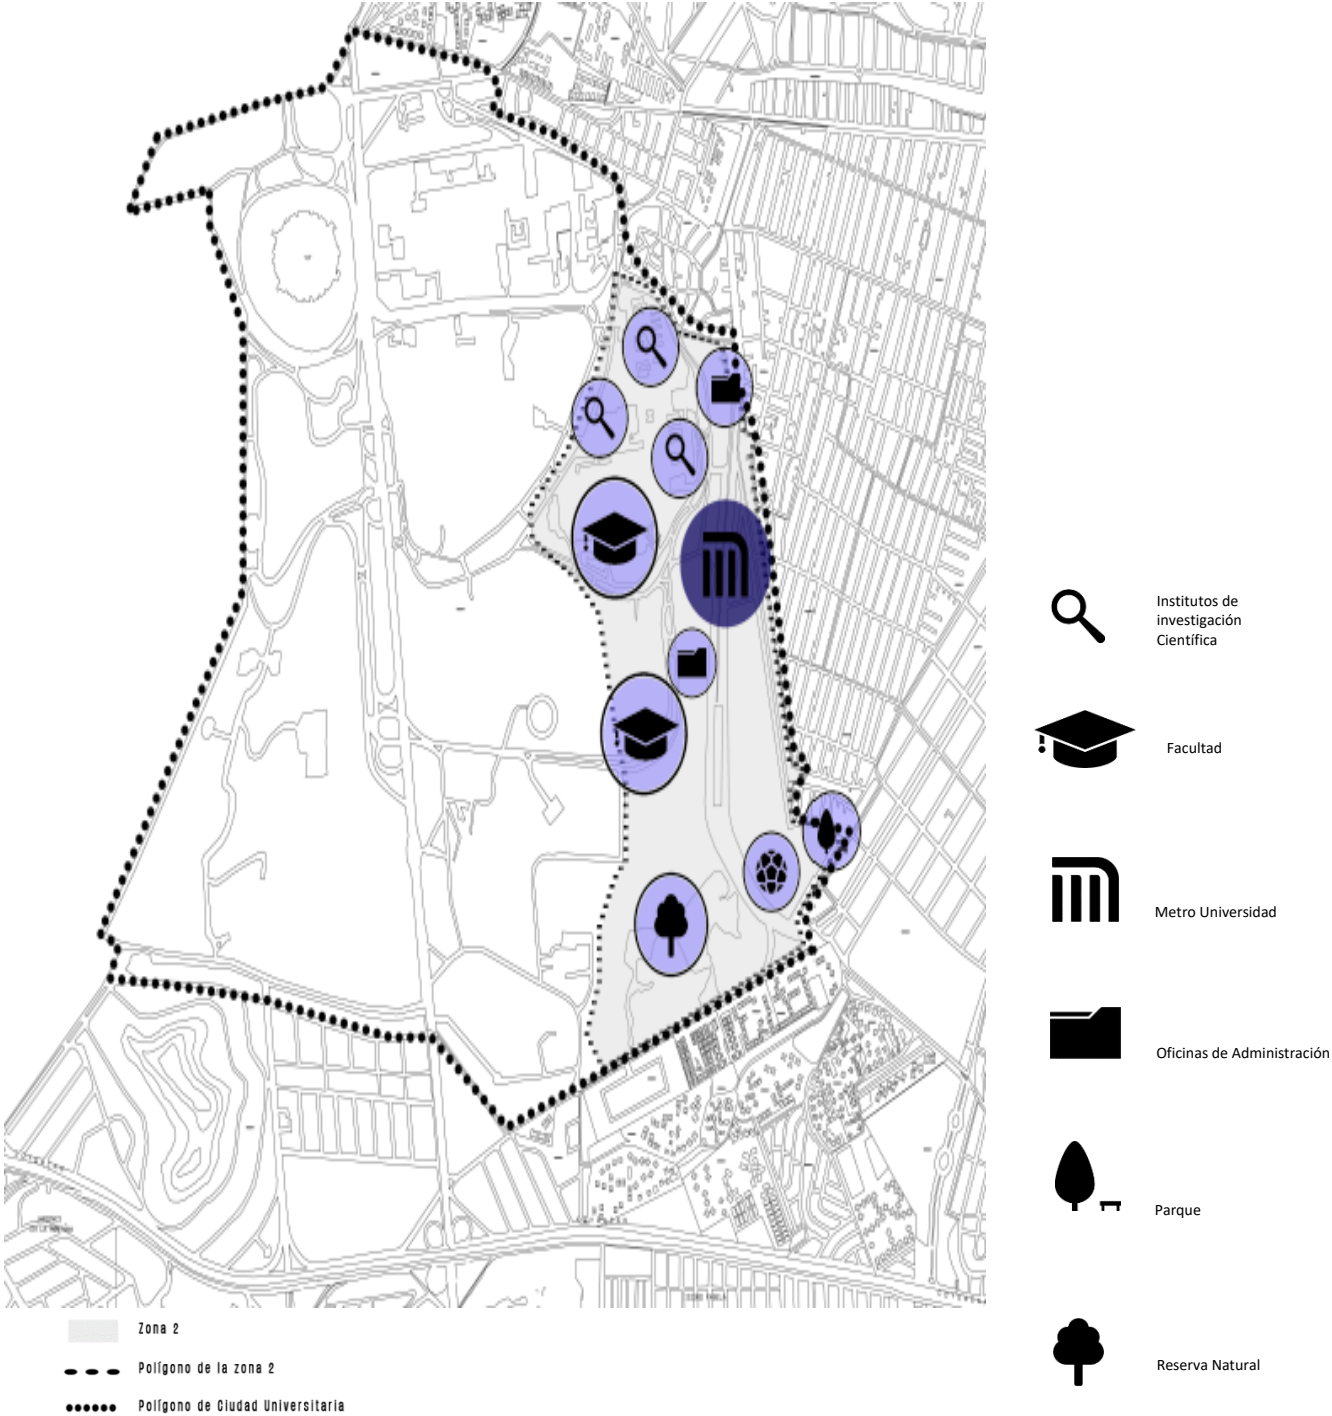 Institutos de
investigación
Científica
Facultad
Metro Universidad
Oficinas de Administración
Parque
Reserva Natural
Zona 2
Polígono de la zona 2
Polígono de Ciudad Universitaria